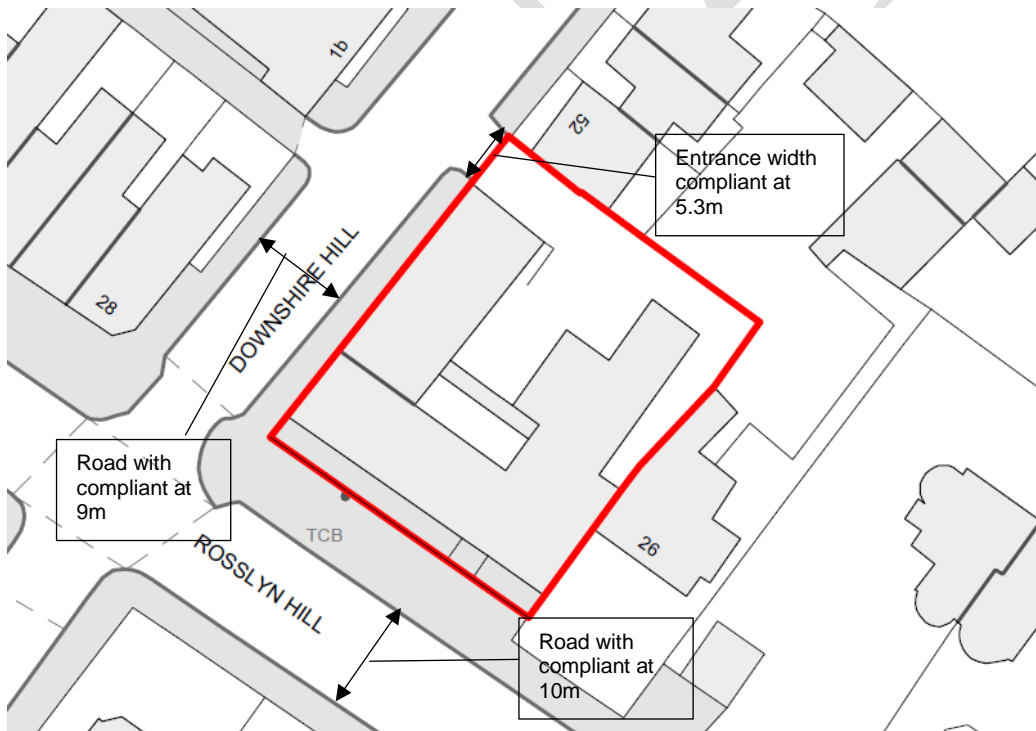 1b
52
Entrance width
compliant at
5.3m
28
DOWNSHIRE HILL
Road with
compliant at
9m
TCB
ROSSLYN HILL
26
Road with
compliant at
10m